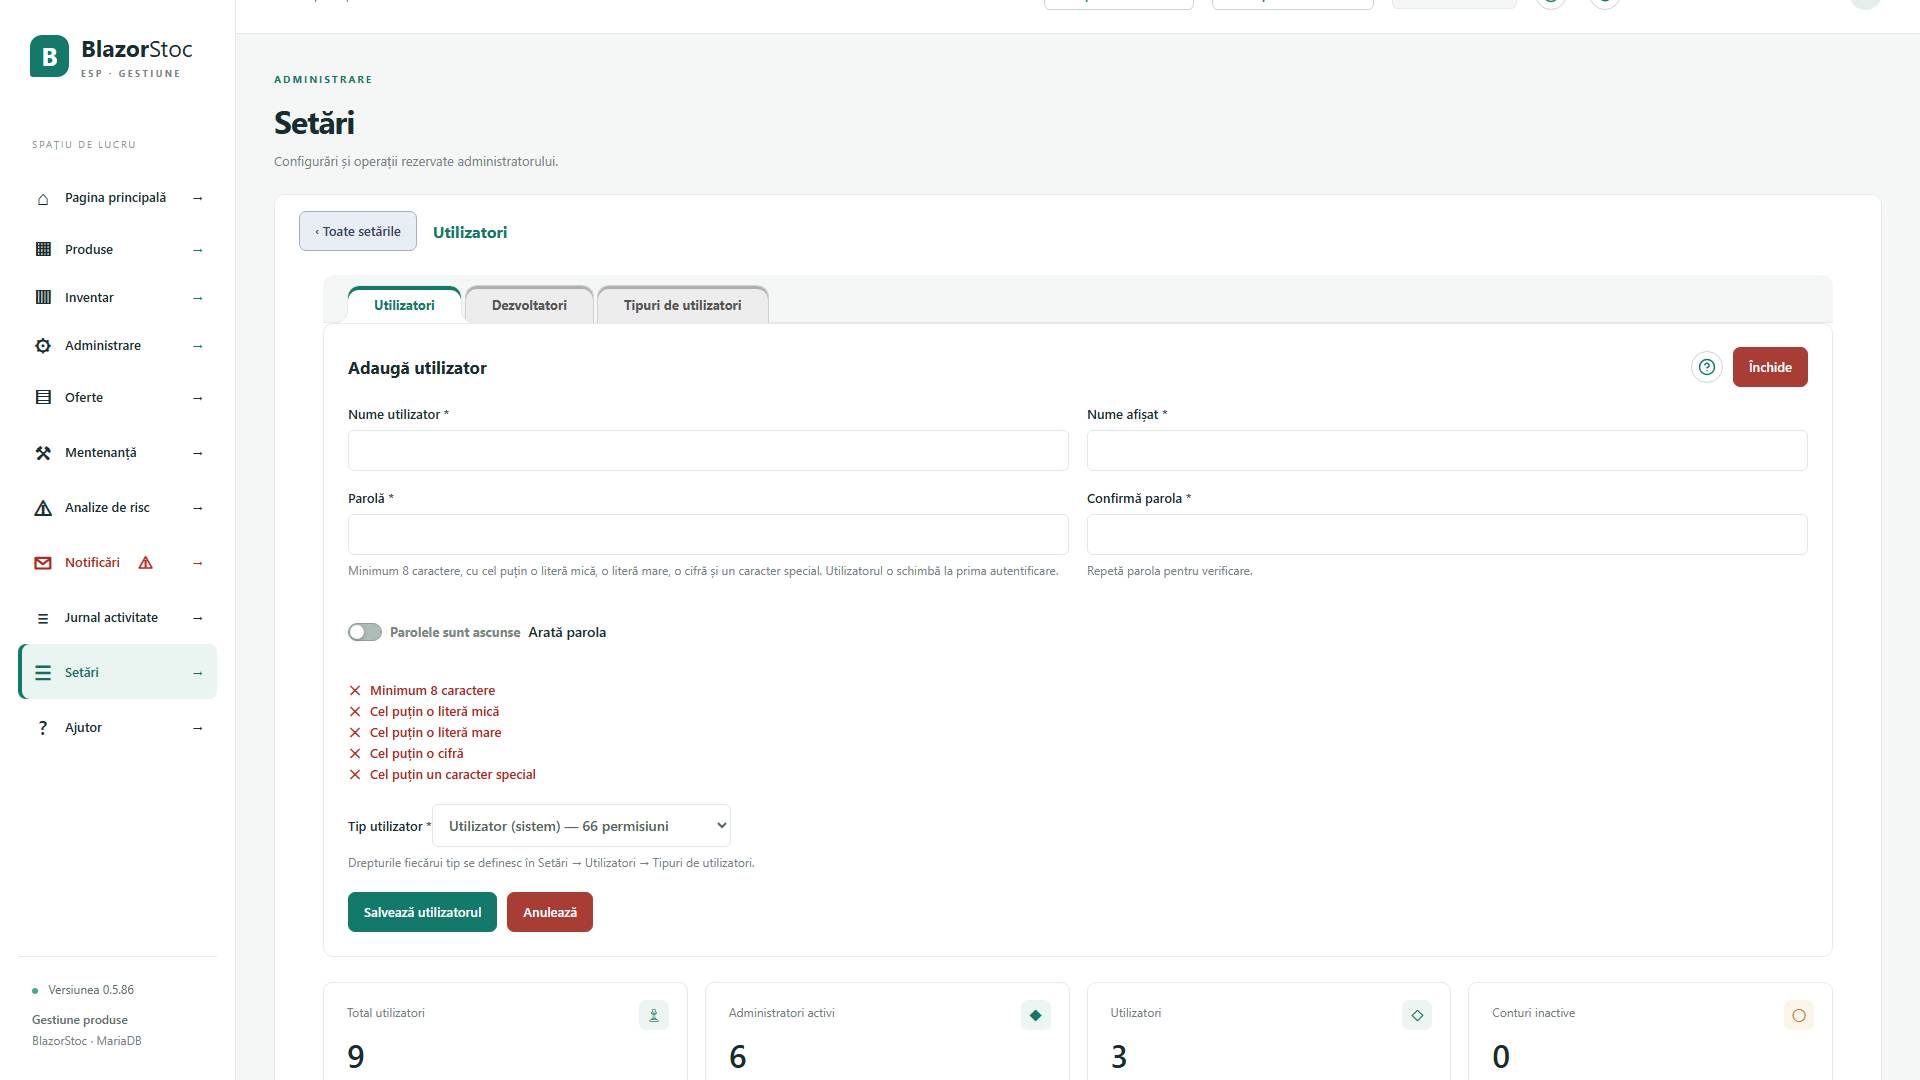 B
BlazorStoc
ESP · GESTIUNE
SPAȚIU DE LUCRU
Pagina principală →
Produse →
Inventar →
Administrare →
Oferte →
Mentenanță →
Analize de risc →
Notificări →
Jurnal activitate →
Setări →
? Ajutor →
Versiunea 0.5.86
Gestiune produse
BlazorStoc · MariaDB
ADMINISTRARE
Setări
Configurări și operații rezervate administratorului.
‹ Toate setările Utilizatori
Utilizatori Dezvoltatori Tipuri de utilizatori
Adaugă utilizator
? Închide
Nume utilizator * Nume afișat *
Parolă * Confirmă parola *
Minimum 8 caractere, cu cel puțin o literă mică, o literă mare, o cifră și un caracter special. Utilizatorul o schimbă la prima autentificare. Repetă parola pentru verificare.
Parolele sunt ascunse Arată parola
Minimum 8 caractere
Cel puțin o literă mică
Cel puțin o literă mare
Cel puțin o cifră
Cel puțin un caracter special
Tip utilizator * Utilizator (sistem) — 66 permisiuni
Drepturile fiecărui tip se definesc în Setări → Utilizatori → Tipuri de utilizatori.
Salvează utilizatorul Anulează
Total utilizatori Administratori activi Utilizatori Conturi inactive
9 6 3 0